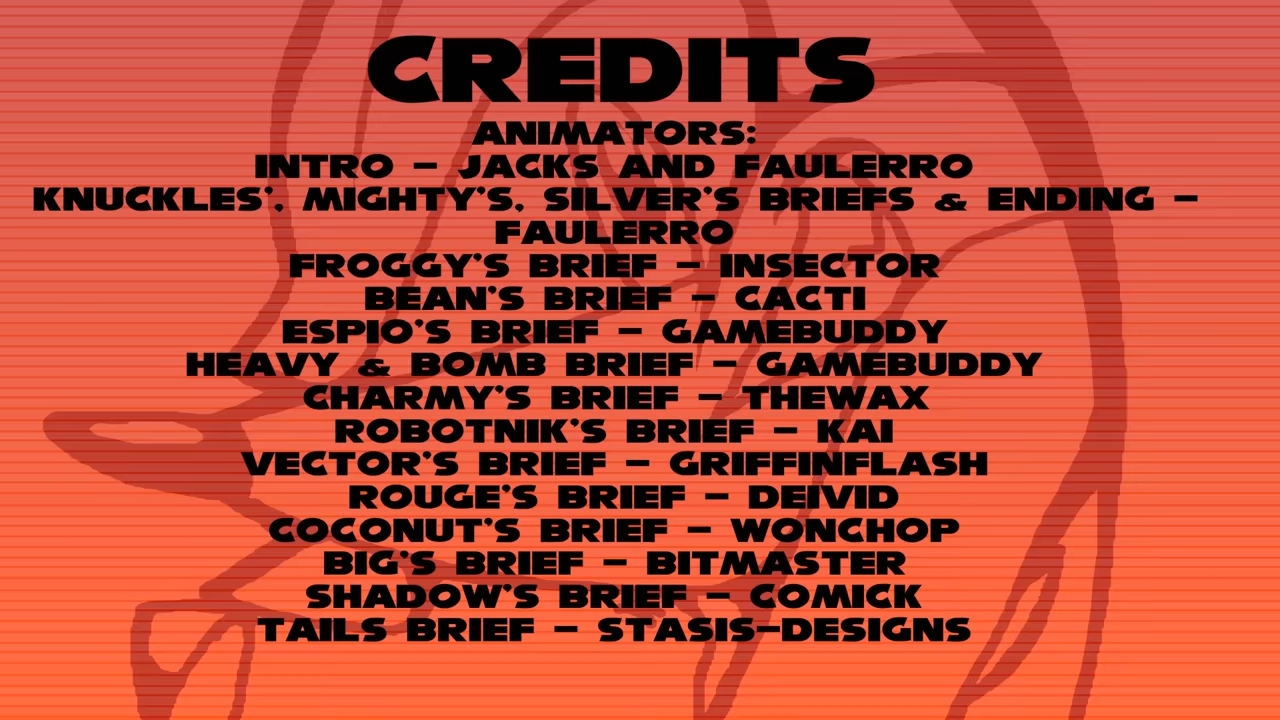 CREDITS
ANIMATORS:
INTRO - JACKS AND FAULERRO
KNUCKLES', MIGHTY'S, SILVER'S BRIEFS & ENDING -
FAULERRO
FROGGY'S BRIEF - INSECTOR
BEAN'S BRIEF - CACTI
ESPIO'S BRIEF - GAMEBUDDY
HEAVY & BOMB BRIEF - GAMEBUDDY
CHARMY'S BRIEF - THEWAX
ROBOTNIK'S BRIEF - KAI
VECTOR'S BRIEF - GRIFFINFLASH
ROUGE'S BRIEF - DEIVID
COCONUT'S BRIEF - WONCHOP
BIG'S BRIEF - BITMASTER
SHADOW'S BRIEF - COMICK
TAILS BRIEF - STASIS-DESIGNS